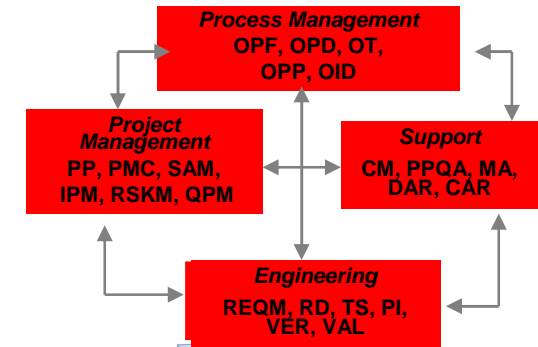 Process Management
OPF, OPD, OT,
OPP, OID
Project
Management
PP, PMC, SAM,
IPM, RSKM, QPM
Support
CM, PPQA, MA,
DAR, CAR
Engineering
REQM, RD, TS, PI,
VER, VAL